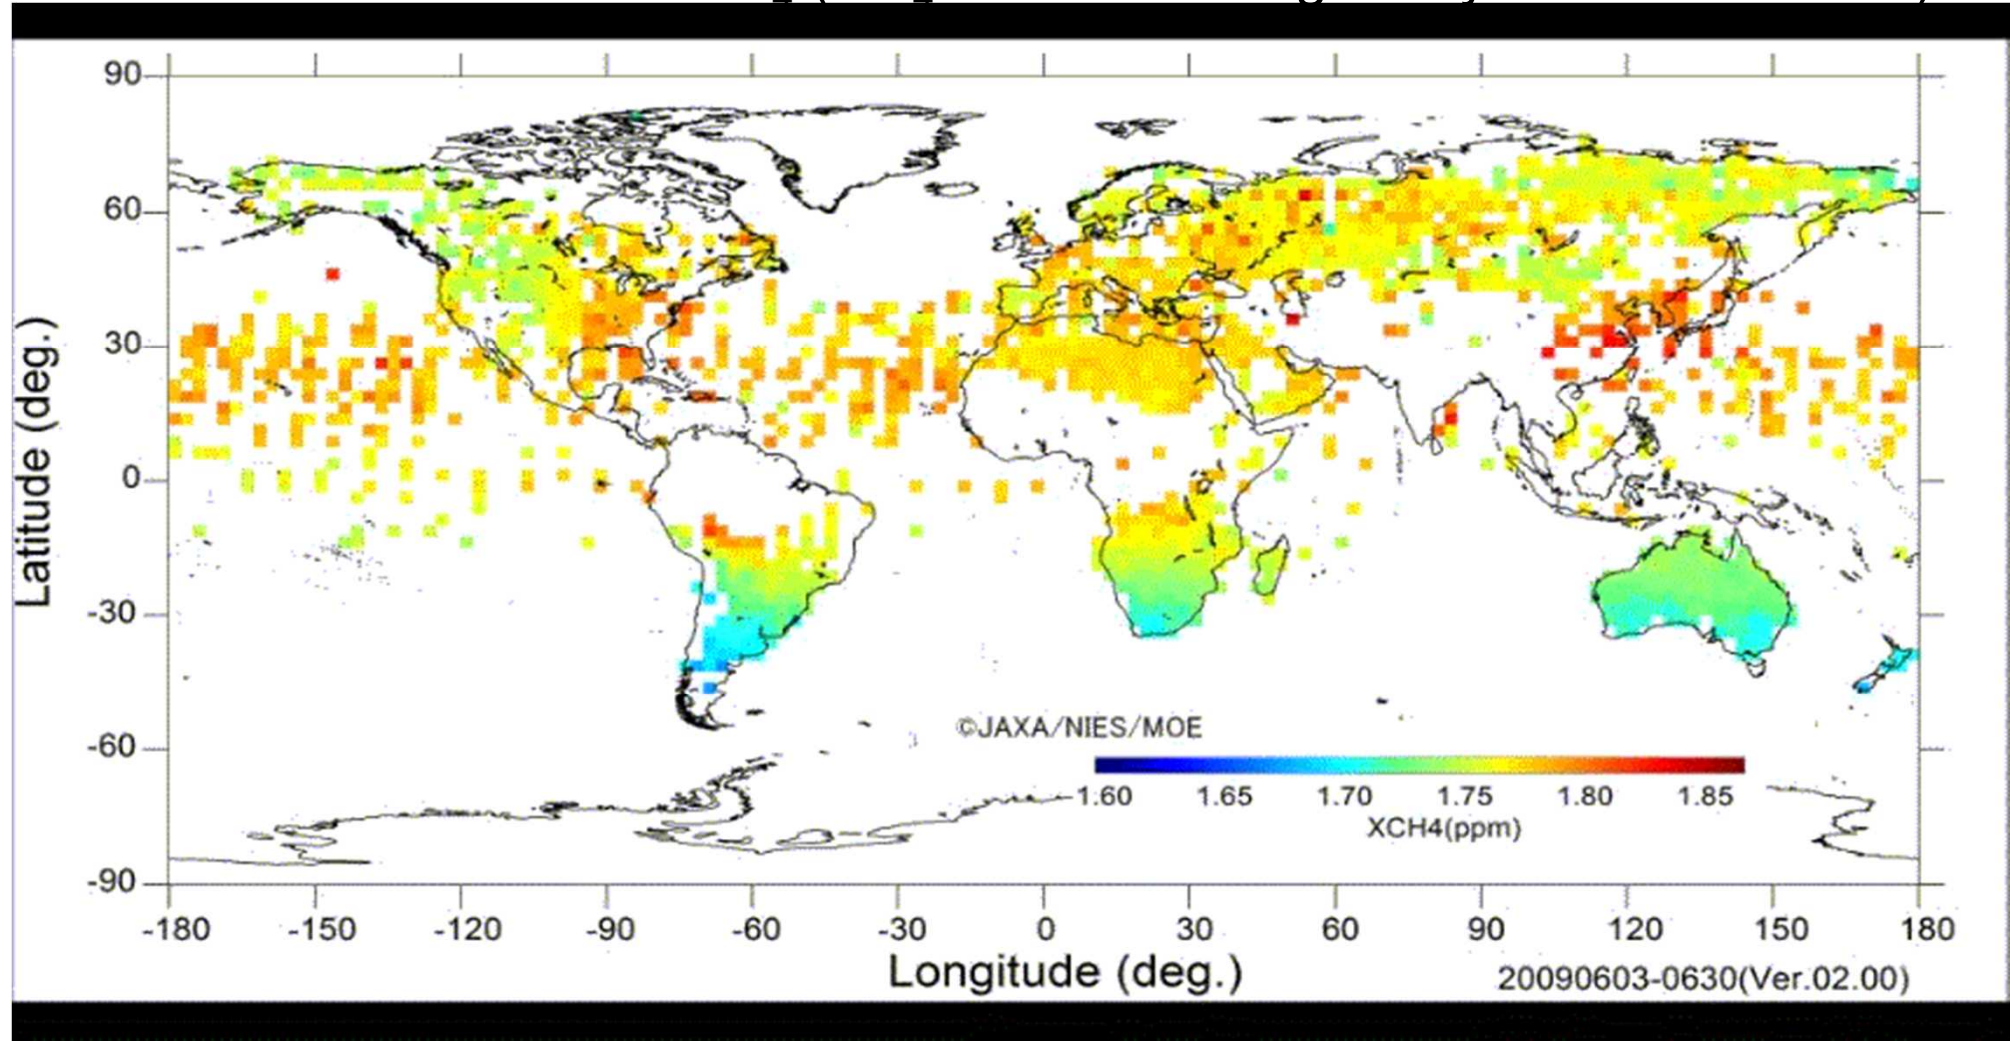 90
60
30
0
-30
-60
-90
Latitude (deg.)
©JAXA/NIES/MOE
1.60 1.65 1.70 1.75 1.80 1.85
XCH4(ppm)
-180 -150 -120 -90 -60 -30 0 30 60 90 120 150 180
Longitude (deg.)
20090603-0630(Ver.02.00)